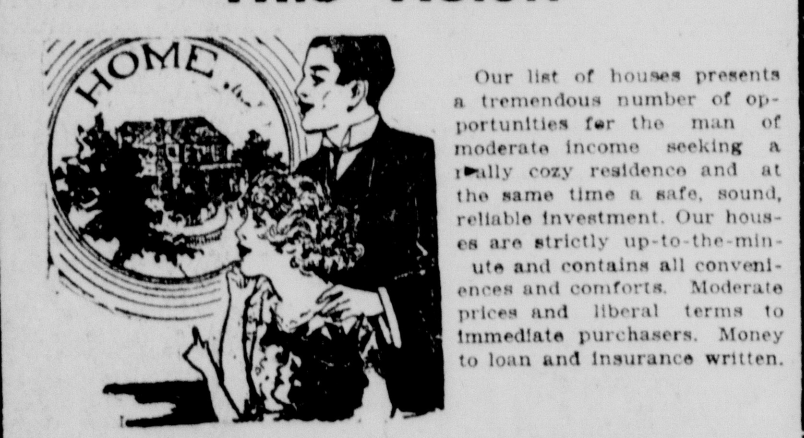 HOME
Our list of houses presents
a tremendous number of op-
portunities for the man of
moderate income seeking a
really cozy residence and at
the same time a safe, sound,
reliable investment. Our hous-
es are strictly up-to-the-min-
ute and contains all conveni-
ences and comforts. Moderate
prices and liberal terms to
immediate purchasers. Money
to loan and insurance written.